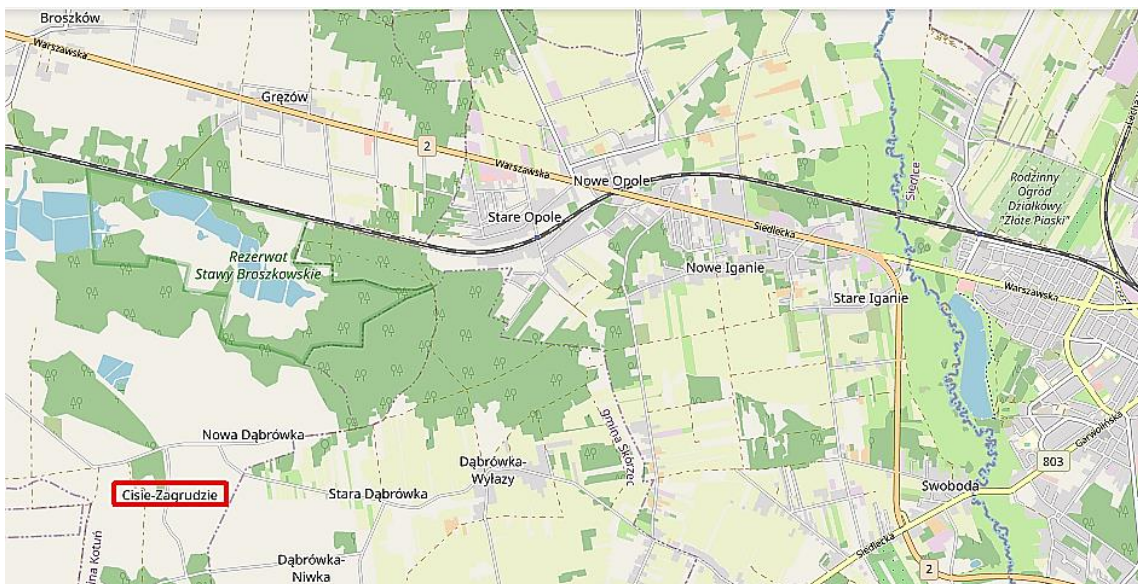 Broszków
Warszawska
Gręzów
2
Warszawska
Nowe Opole
Stare Opole
Siedlce
Rodzinny
Ogród
Działkowy
"Złote Piaski"
Siedlecka
Rezerwat
Stawy Broszkowskie
Nowe Iganie
Stare Iganie
Warszawska
Nowa Dąbrówka
gmina Skórzec
Garwolińska
803
Dąbrówka-
Wyłazy
Cisie-Zagrudzie
Stara Dąbrówka
Swoboda
ina Kotuń
Dąbrówka-
Niwka
Siedlecka
2